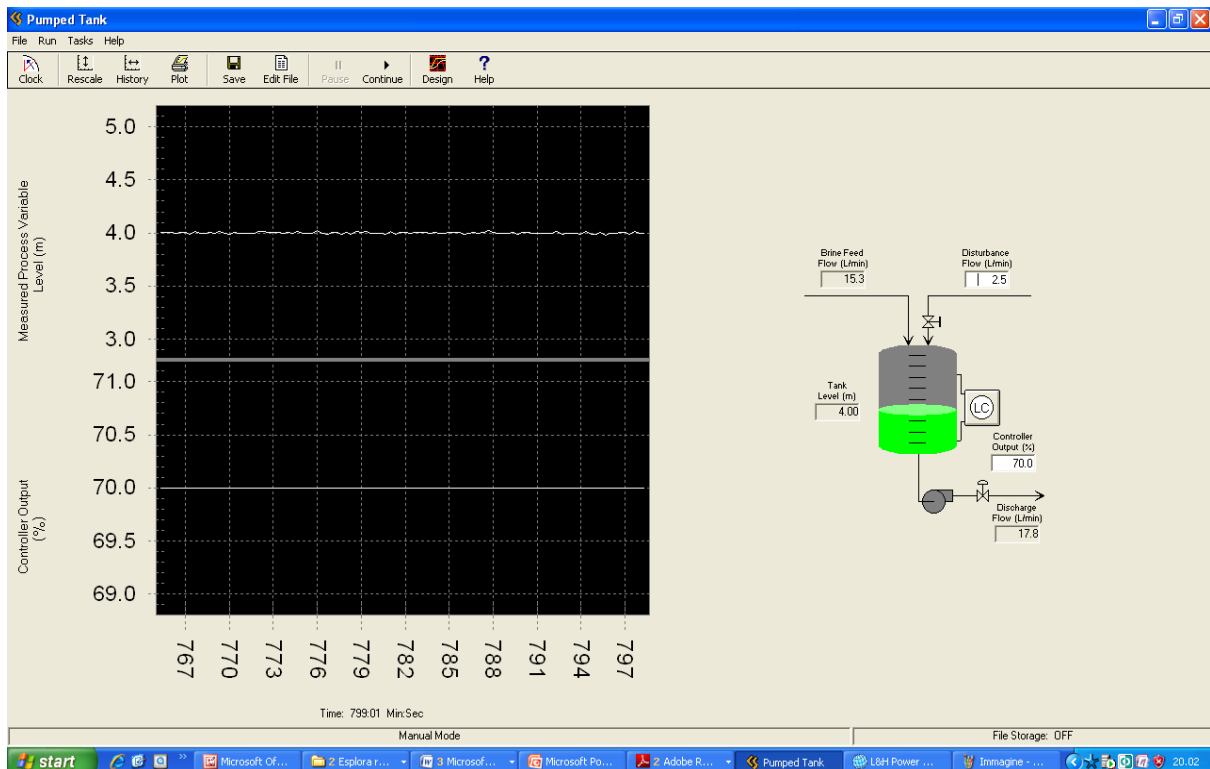 Pumped Tank
File Run Tasks Help
Clock Rescale History Plot Save Edit File Pause Continue Design Help
Measured Process Variable
Level (m)
5.0
4.5
4.0
3.5
3.0
Controller Output
(%)
71.0
70.5
70.0
69.5
69.0
767 770 773 776 779 782 785 788 791 794 797
Time: 799:01 Min:Sec
Brine Feed
Flow (L/min)
15.3
Disturbance
Flow (L/min)
2.5
Tank
Level (m)
4.00
LC
Controller
Output (%)
70.0
Discharge
Flow (L/min)
17.8
Manual Mode
File Storage: OFF
start
Microsoft Of...
2 Esplora r...
3 Microsof...
Microsoft Po...
2 Adobe R...
Pumped Tank
L&H Power ...
Immagine - ...
20.02